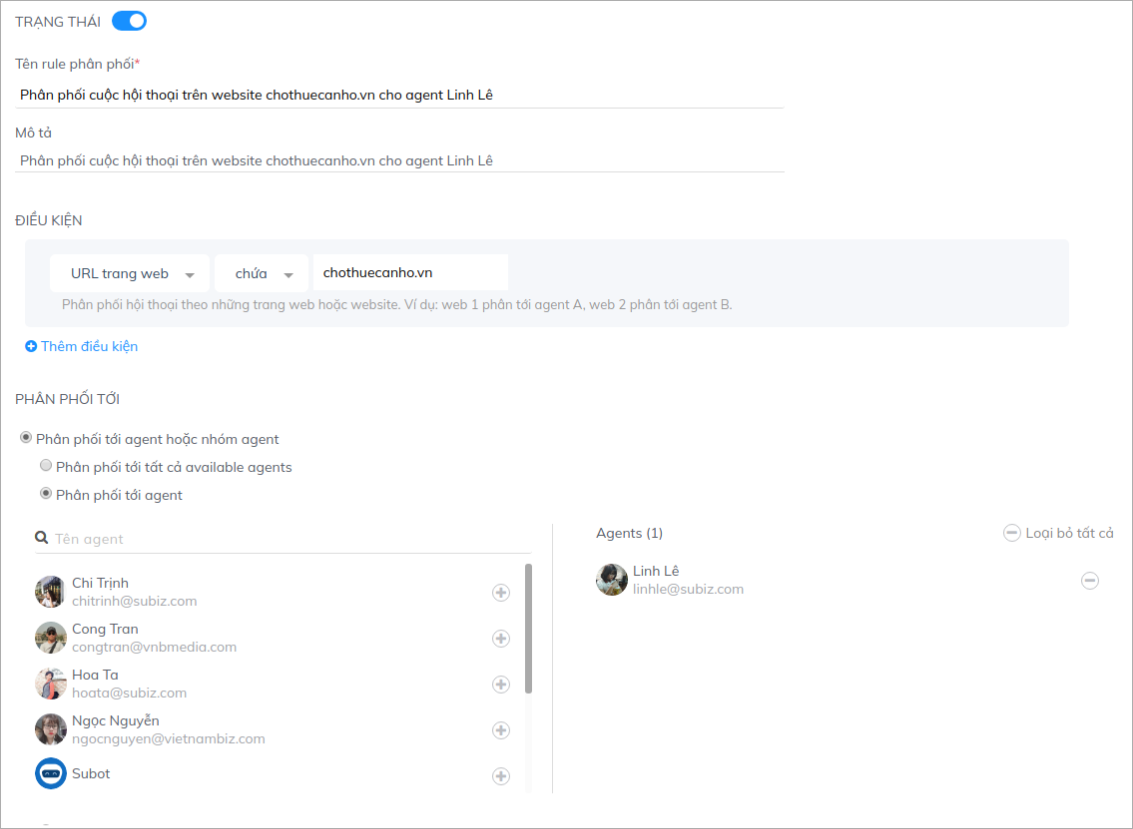 TRẠNG THÁI
Tên rule phân phối*
Phân phối cuộc hội thoại trên website chothuecanho.vn cho agent Linh Lê
Mô tả
Phân phối cuộc hội thoại trên website chothuecanho.vn cho agent Linh Lê
ĐIỀU KIỆN
URL trang web chứa chothuecanho.vn
Phân phối hội thoại theo những trang web hoặc website. Ví dụ: web 1 phân tới agent A, web 2 phân tới agent B.
Thêm điều kiện
PHÂN PHỐI TỚI
Phân phối tới agent hoặc nhóm agent
Phân phối tới tất cả available agents
Phân phối tới agent
Tên agent
Chi Trịnh
chitrinh@subiz.com
Cong Tran
congtran@vnbmedia.com
Hoa Ta
hoata@subiz.com
Ngọc Nguyễn
ngocnguyen@vietnambiz.com
Subot
Agents (1) Loại bỏ tất cả
Linh Lê
linhle@subiz.com